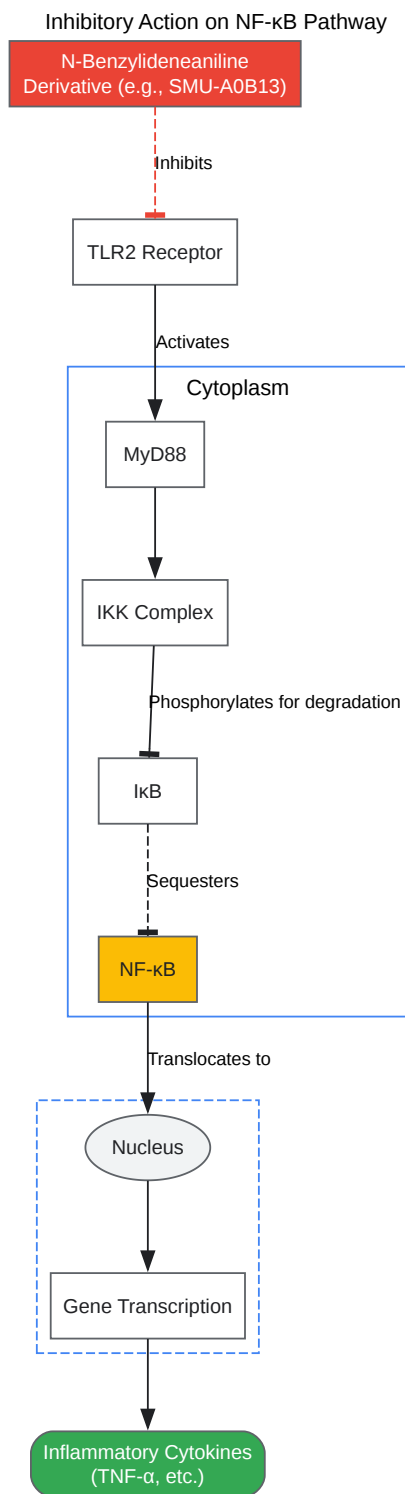 Inhibitory Action on NF-κB Pathway
N-Benzylideneaniline
Derivative (e.g., SMU-A0B13)
Inhibits
TLR2 Receptor
Activates
Cytoplasm
MyD88
IKK Complex
Phosphorylates for degradation
IκB
Sequesters
NF-κB
Translocates to
Nucleus
Gene Transcription
Inflammatory Cytokines
(TNF-α, etc.)